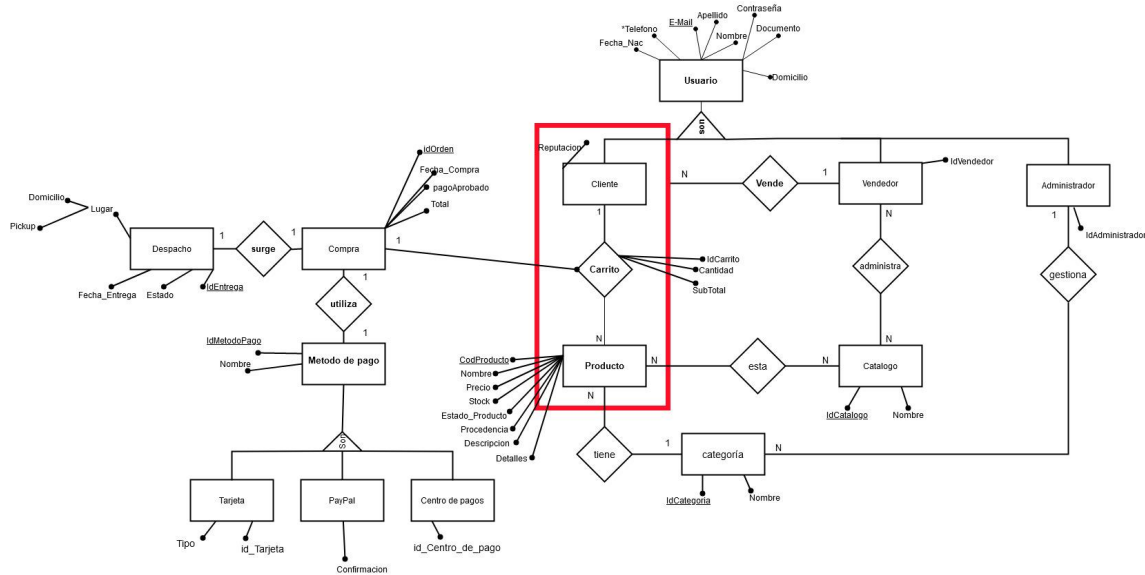 Contraseña
Apellido
E-Mail
*Telefono
Nombre
Documento
Fecha_Nac
Usuario
Domicilio
son
idOrden
Reputacion
Fecha_Compra
IdVendedor
Cliente
N
Vende
1
Vendedor
Administrador
pagoAprobado
Domicilio
Lugar
Total
1
N
1
Pickup
IdAdministrador
1
1
1
Despacho
surge
Compra
Carrito
IdCarrito
Cantidad
SubTotal
administra
gestiona
1
Fecha_Entrega
Estado
IdEntrega
utiliza
1
N
N
IdMetodoPago
Nombre
Metodo de pago
CodProducto
Nombre
Precio
Stock
Estado_Producto
Procedencia
Descripcion
Detalles
Producto
N
esta
N
Catalogo
N
IdCatalogo
Nombre
Son
tiene
1
categoría
N
IdCategoria
Nombre
Tarjeta
PayPal
Centro de pagos
Tipo
id_Tarjeta
id_Centro_de_pago
Confirmacion